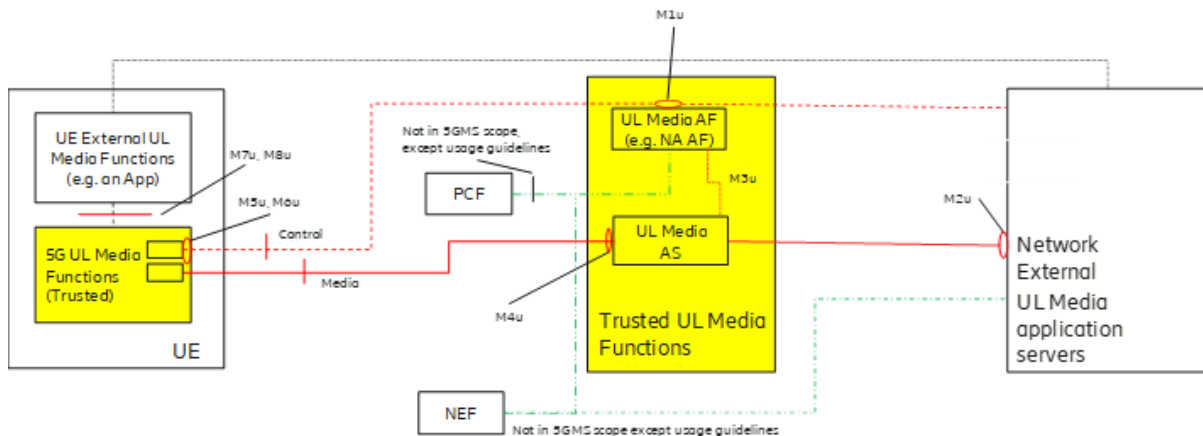 M1u
UE External UL
Media Functions
(e.g. an App)
M7u, M8u
M5u, M6u
5G UL Media
Functions
(Trusted)
UE
Control
Media
Not in 5GMS scope,
except usage guidelines
PCF
UL Media AF
(e.g. NA AF)
M3u
UL Media
AS
M4u
Trusted UL Media
Functions
M2u
Network
External
UL Media
application
servers
NEF
Not in 5GMS scope except usage guidelines